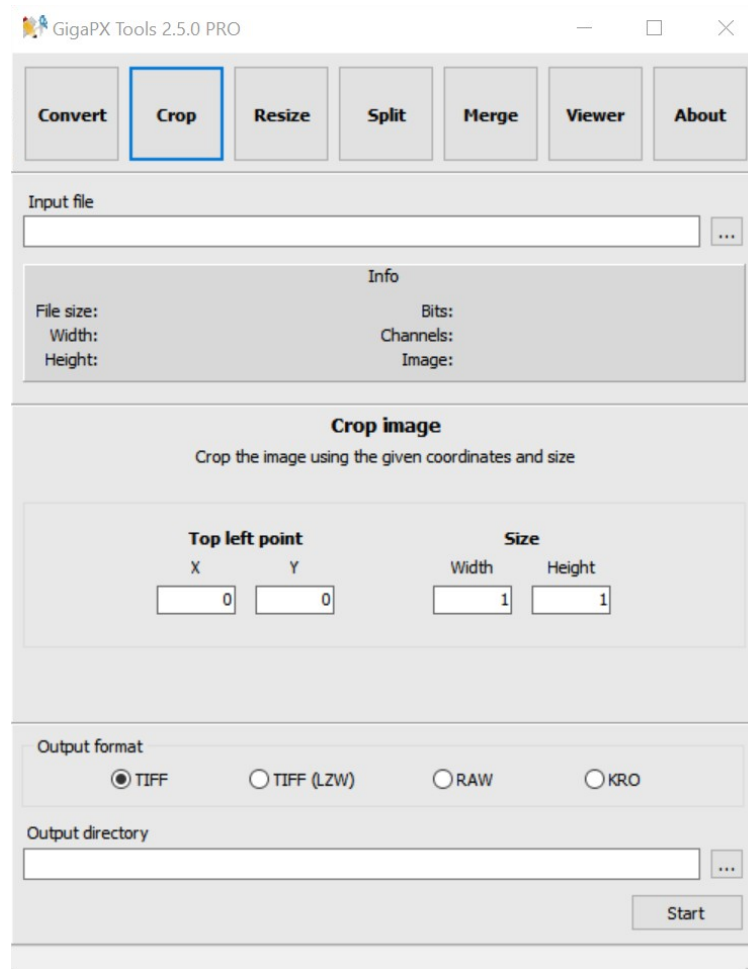 GigaPX Tools 2.5.0 PRO
Convert Crop Resize Split Merge Viewer About
Input file
...
Info
File size: Bits:
Width: Channels:
Height: Image:
Crop image
Crop the image using the given coordinates and size
Top left point Size
X Y Width Height
0 0 1 1
Output format
TIFF TIFF (LZW) RAW KRO
Output directory
...
Start